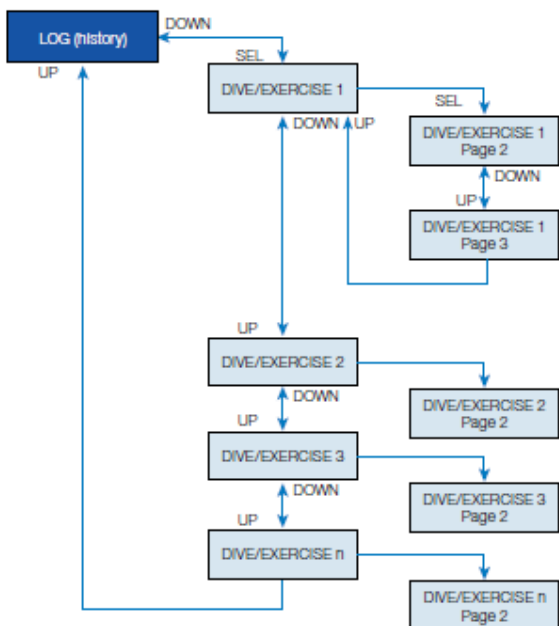 LOG (history)
DOWN
UP
SEL
DIVE/EXERCISE 1
SEL
DOWN
UP
DIVE/EXERCISE 1
Page 2
DOWN
UP
DIVE/EXERCISE 1
Page 3
UP
DIVE/EXERCISE 2
DOWN
DIVE/EXERCISE 2
Page 2
UP
DIVE/EXERCISE 3
DOWN
DIVE/EXERCISE 3
Page 2
UP
DIVE/EXERCISE n
DIVE/EXERCISE n
Page 2